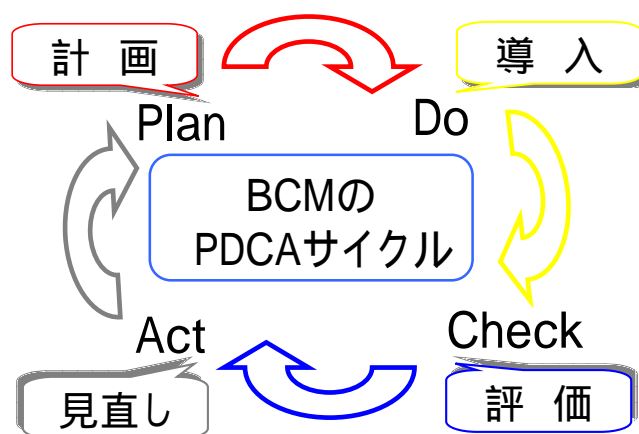 計 画
導 入
Plan
Do
BCMの
PDCAサイクル
Act
Check
見直し
評 価